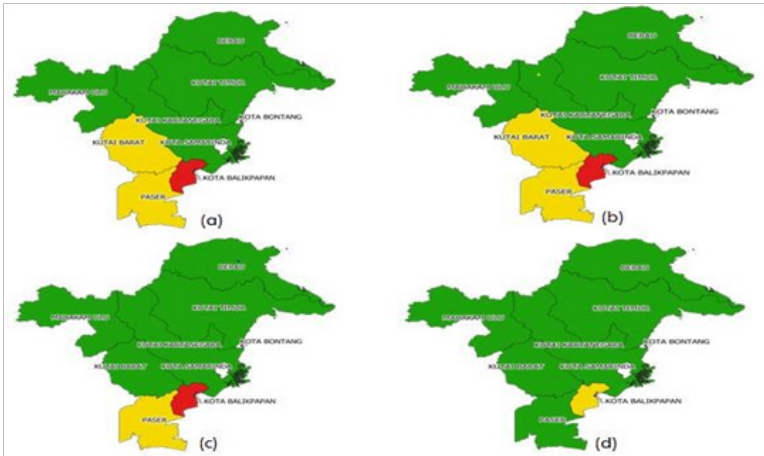 BERAU
KUTAI TIMUR
MAHAKAM ULU
KUTAI KARTANEGARA
KOTA BONTANG
KUTAI BARAT
KOTA SAMARINDA
KOTA BALIKPAPAN
PASER
(a)
BERAU
KUTAI TIMUR
MAHAKAM ULU
KUTAI KARTANEGARA
KOTA BONTANG
KUTAI BARAT
KOTA SAMARINDA
KOTA BALIKPAPAN
PASER
(b)
BERAU
KUTAI TIMUR
MAHAKAM ULU
KUTAI KARTANEGARA
KOTA BONTANG
KUTAI BARAT
KOTA SAMARINDA
KOTA BALIKPAPAN
PASER
(c)
BERAU
KUTAI TIMUR
MAHAKAM ULU
KUTAI KARTANEGARA
KOTA BONTANG
KUTAI BARAT
KOTA SAMARINDA
KOTA BALIKPAPAN
PASER
(d)